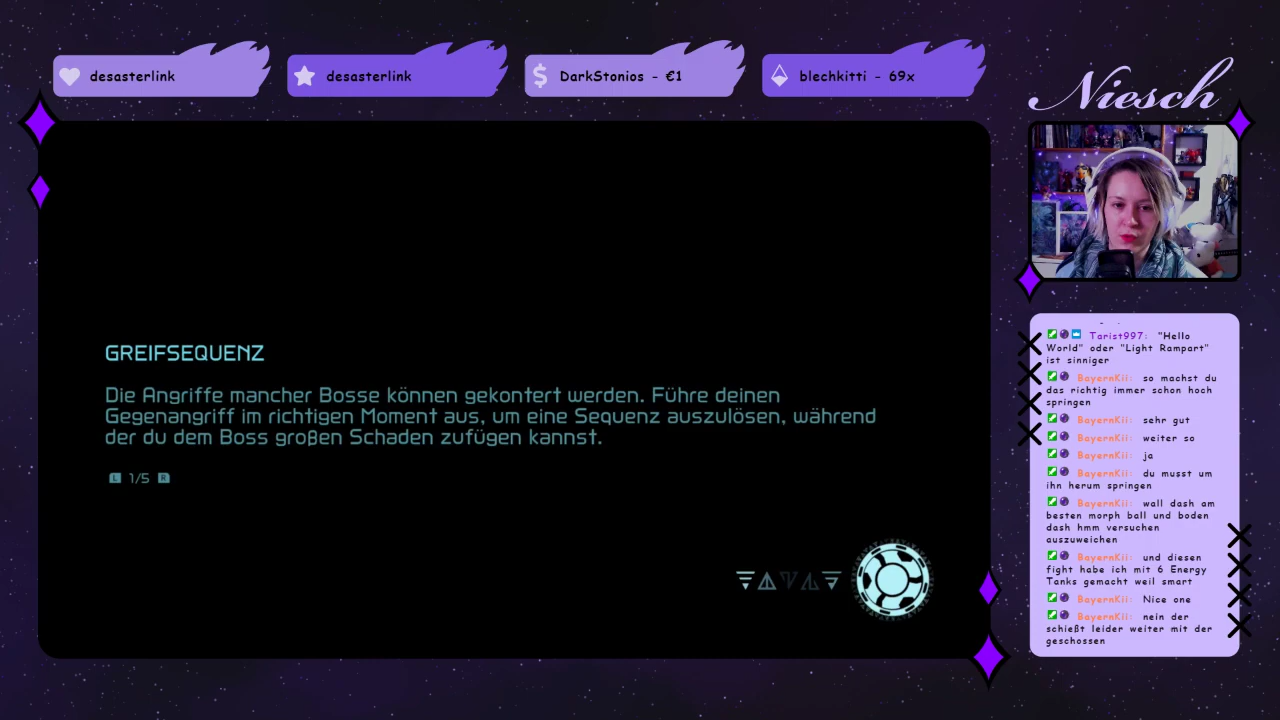 desasterlink
desasterlink
DarkStonios - €1
blechkitti - 69x
Niesch
GREIFSEQUENZ
Die Angriffe mancher Bosse können gekontert werden. Führe deinen
Gegenangriff im richtigen Moment aus, um eine Sequenz auszulösen, während
der du dem Boss großen Schaden zufügen kannst.
L 1/5 R
Tarist997: "Hello
World" oder "Light Rampart"
ist sinniger
BayernKii: so machst du
das richtig immer schon hoch
springen
BayernKii: sehr gut
BayernKii: weiter so
BayernKii: ja
BayernKii: du musst um
ihn herum springen
BayernKii: wall dash am
besten morph ball und boden
dash hmm versuchen
auszuweichen
BayernKii: und diesen
fight habe ich mit 6 Energy
Tanks gemacht weil smart
BayernKii: Nice one
BayernKii: nein der
schießt leider weiter mit der
geschossen